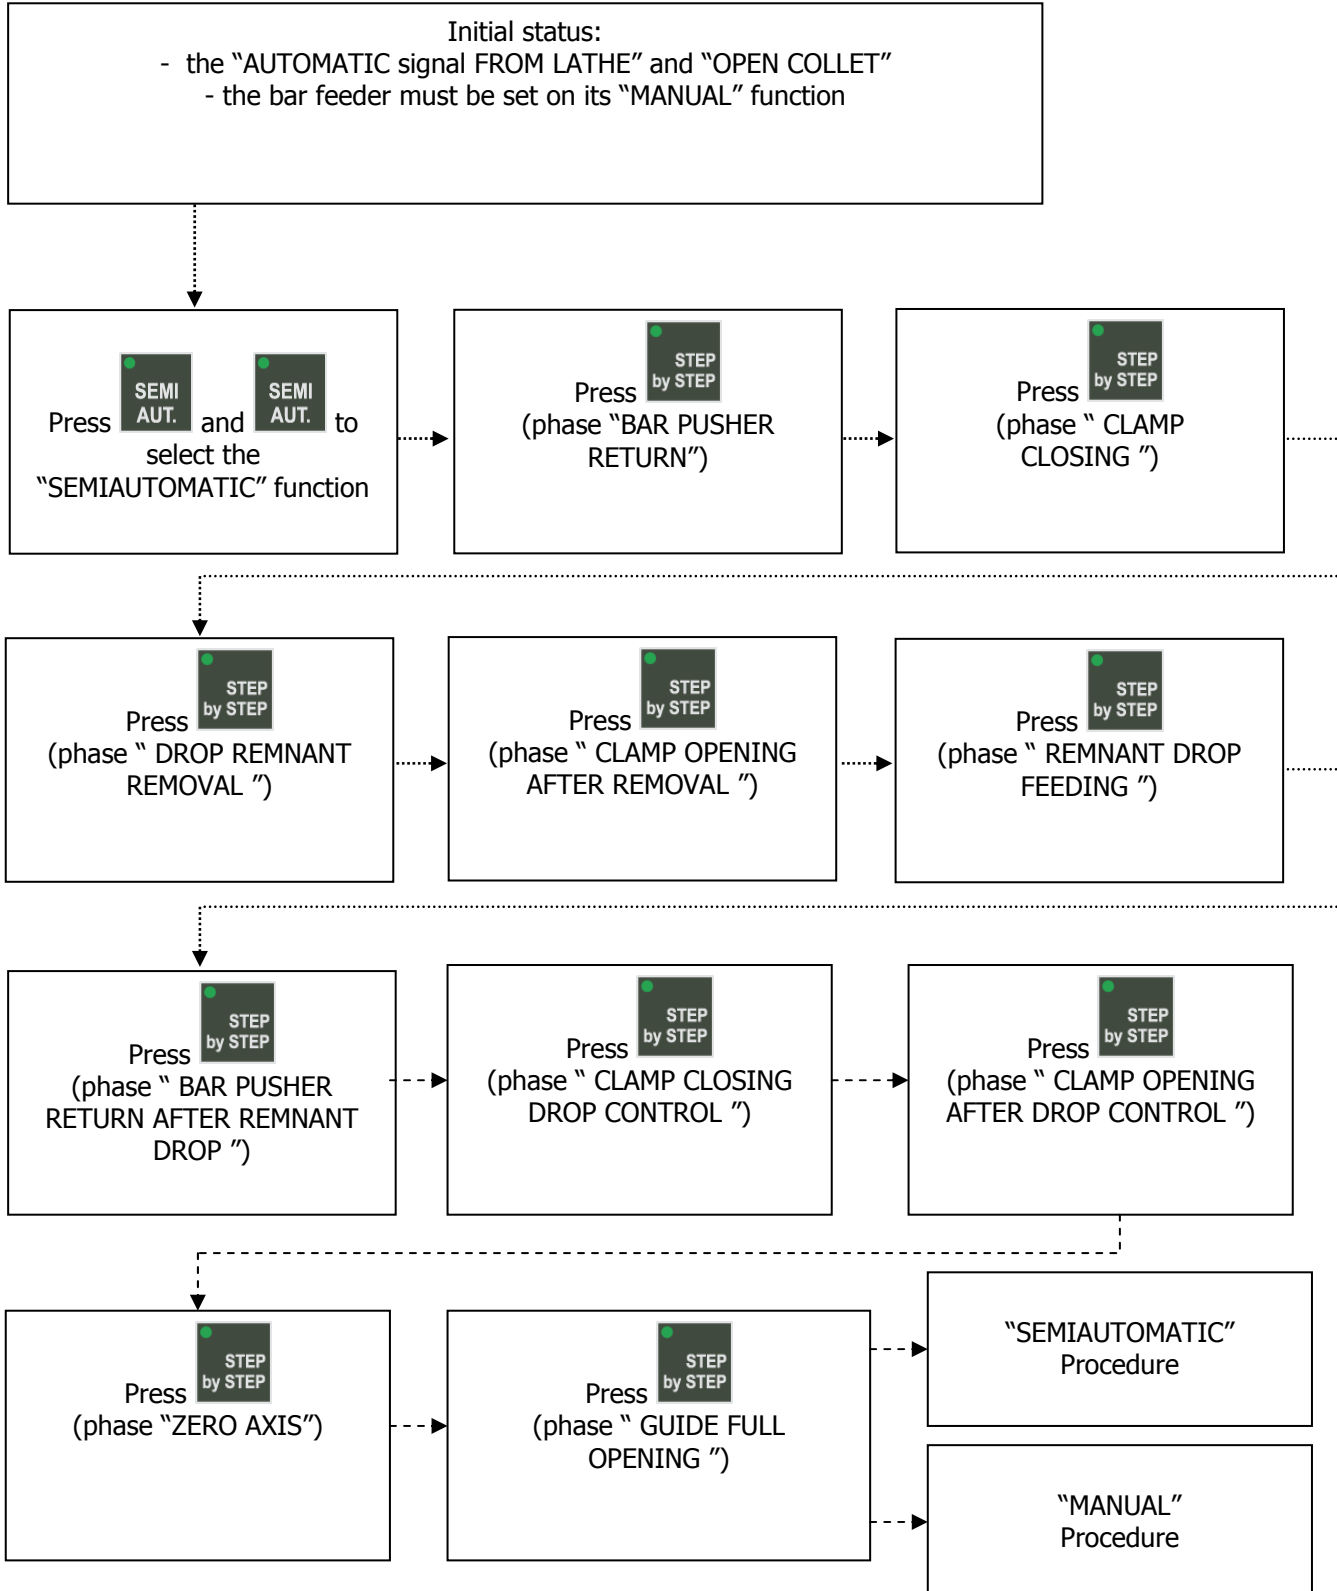 Initial status:
- the “AUTOMATIC signal FROM LATHE” and “OPEN COLLET”
- the bar feeder must be set on its “MANUAL” function
SEMI
AUT.
SEMI
AUT.
Press and to
select the
“SEMIAUTOMATIC” function
STEP
by STEP
Press
(phase “BAR PUSHER
RETURN”)
STEP
by STEP
Press
(phase “ CLAMP
CLOSING ”)
STEP
by STEP
Press
(phase “ DROP REMNANT
REMOVAL ”)
STEP
by STEP
Press
(phase “ CLAMP OPENING
AFTER REMOVAL ”)
STEP
by STEP
Press
(phase “ REMNANT DROP
FEEDING ”)
STEP
by STEP
Press
(phase “ BAR PUSHER
RETURN AFTER REMNANT
DROP ”)
STEP
by STEP
Press
(phase “ CLAMP CLOSING
DROP CONTROL ”)
STEP
by STEP
Press
(phase “ CLAMP OPENING
AFTER DROP CONTROL ”)
STEP
by STEP
Press
(phase “ZERO AXIS”)
STEP
by STEP
Press
(phase “ GUIDE FULL
OPENING ”)
“SEMIAUTOMATIC”
Procedure
“MANUAL”
Procedure